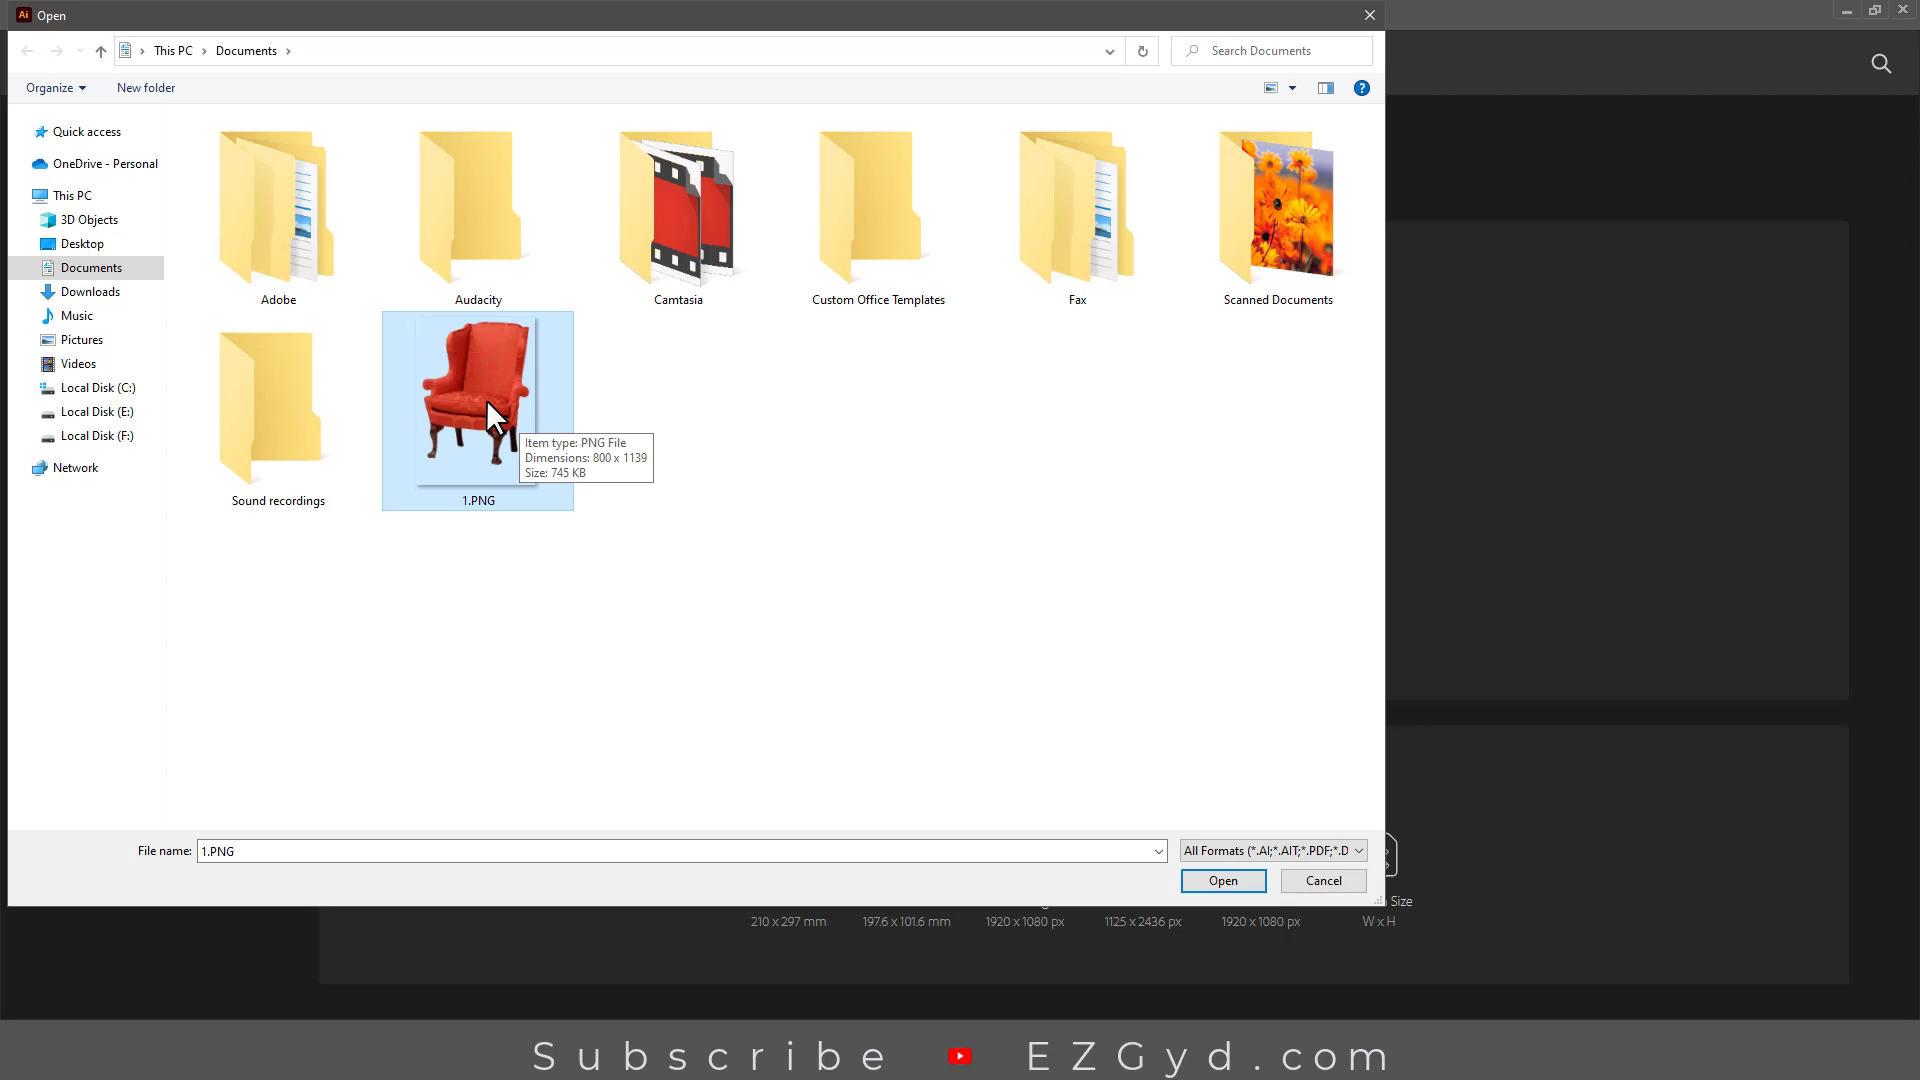 Ai Open
This PC
Documents
Search Documents
Organize
New folder
?
Quick access
OneDrive - Personal
This PC
3D Objects
Desktop
Documents
Downloads
Music
Pictures
Videos
Local Disk (C:)
Local Disk (E:)
Local Disk (F:)
Network
Adobe
Audacity
Camtasia
Custom Office Templates
Fax
Scanned Documents
Sound recordings
1.PNG
Item type: PNG File
Dimensions: 800 x 1139
Size: 745 KB
File name: 1.PNG
All Formats (*.AI;*.AIT;*.PDF;*.D
Open
Cancel
Size
210 x 297 mm
197.6 x 101.6 mm
1920 x 1080 px
1125 x 2436 px
1920 x 1080 px
W x H
Subscribe EZGyd.com